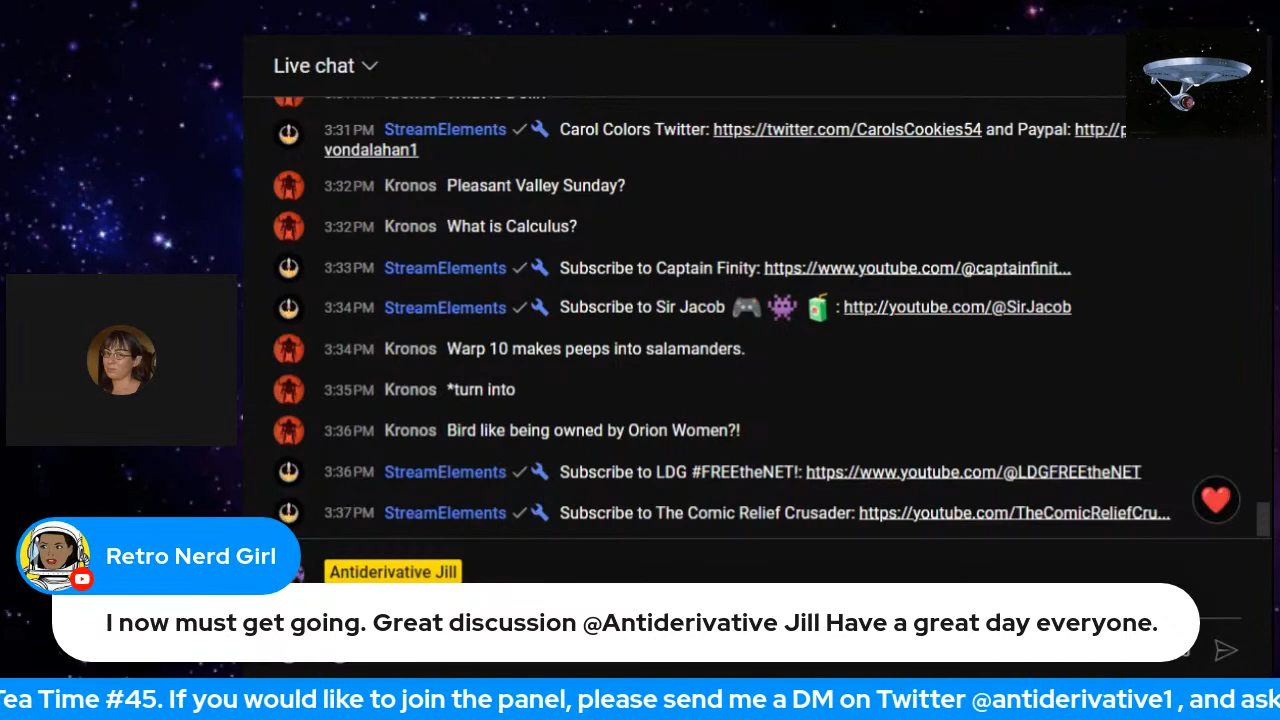 Live chat
3:31 PM StreamElements Carol Colors Twitter: https://twitter.com/CarolsCookies54 and Paypal: http://p
vondalahan1
3:32 PM Kronos Pleasant Valley Sunday?
3:32 PM Kronos What is Calculus?
3:33 PM StreamElements Subscribe to Captain Finity: https://www.youtube.com/@captainfinit...
3:34 PM StreamElements Subscribe to Sir Jacob 🎮 👾 🧃 : http://youtube.com/@SirJacob
3:34 PM Kronos Warp 10 makes peeps into salamanders.
3:35 PM Kronos *turn into
3:36 PM Kronos Bird like being owned by Orion Women?!
3:36 PM StreamElements Subscribe to LDG #FREEtheNET!: https://www.youtube.com/@LDGFREEtheNET
3:37 PM StreamElements Subscribe to The Comic Relief Crusader: https://youtube.com/TheComicReliefCru...
Retro Nerd Girl
Antiderivative Jill
I now must get going. Great discussion @Antiderivative Jill Have a great day everyone.
Tea Time #45. If you would like to join the panel, please send me a DM on Twitter @antiderivative1 , and ask